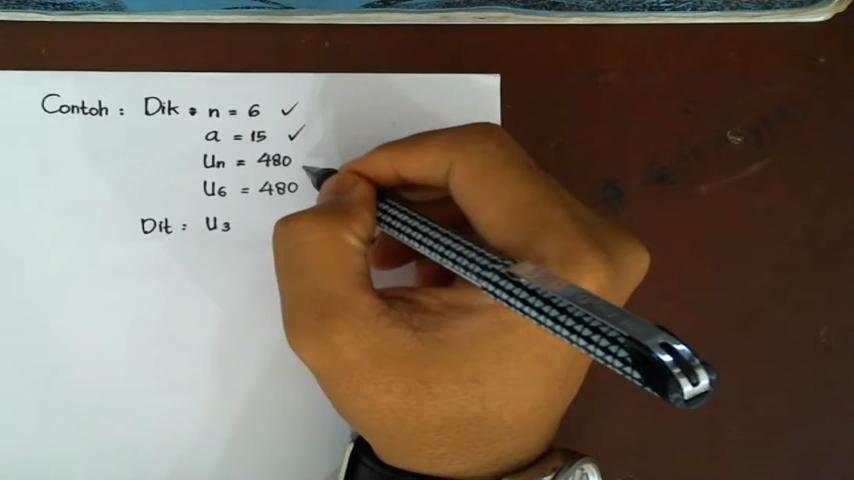 Contoh : Dik : n = 6 ✓
a = 15 ✓
Un = 480
U6 = 480
Dit : U3